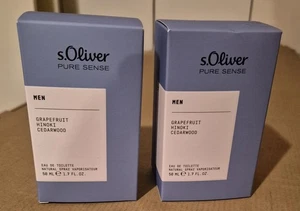 s.Oliver
PURE SENSE
MEN
GRAPEFRUIT
HINOKI
CEDARWOOD
EAU DE TOILETTE
NATURAL SPRAY VAPORISATEUR
50 ML ℮ 1.7 FL. OZ
s.Oliver
PURE SENSE
MEN
GRAPEFRUIT
HINOKI
CEDARWOOD
EAU DE TOILETTE
NATURAL SPRAY VAPORISATEUR
50 ML ℮ 1.7 FL. OZ